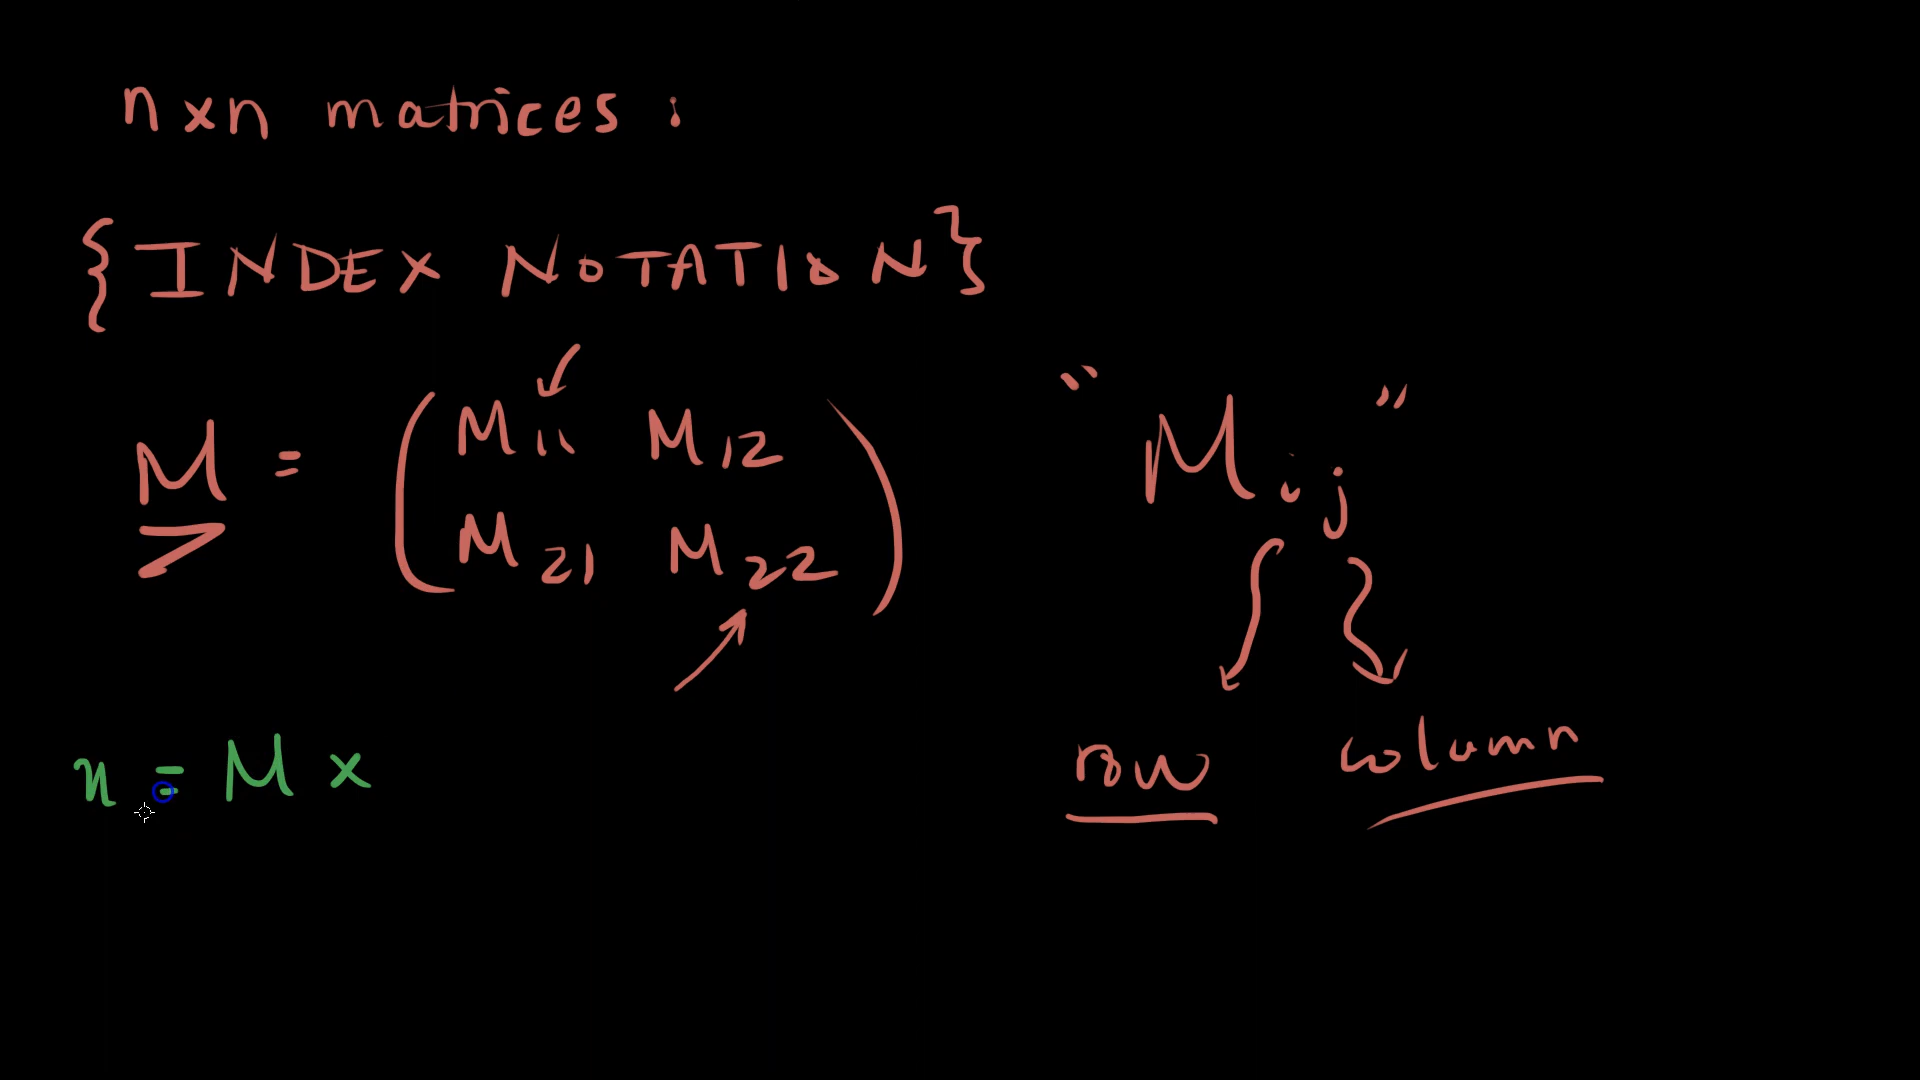 n x n matrices :
{ INDEX NOTATION }
M = ( M11 M12
M21 M22 )
" Mij "
row column
n = M x